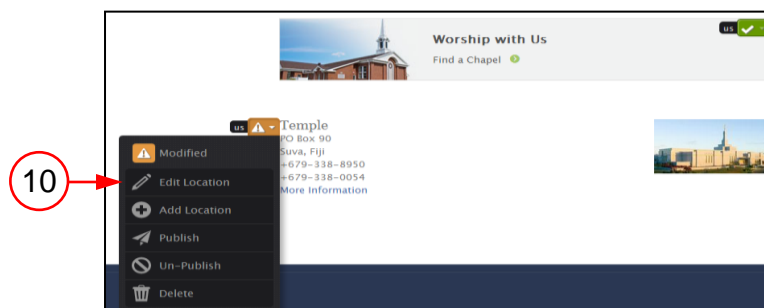 Worship with Us
us
Find a Chapel
us
Temple
PO Box 90
Suva, Fiji
+679-338-8950
+679-338-0054
More Information
Modified
Edit Location
Add Location
Publish
Un-Publish
Delete
10